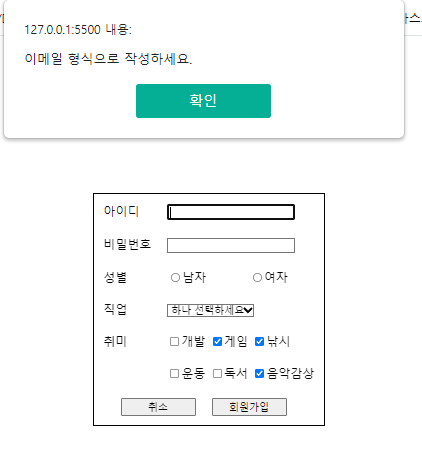 127.0.0.1:5500 내용:
이메일 형식으로 작성하세요.
확인
아이디
비밀번호
성별 남자 여자
직업 하나 선택하세요
취미 개발 게임 낚시
운동 독서 음악감상
취소 회원가입